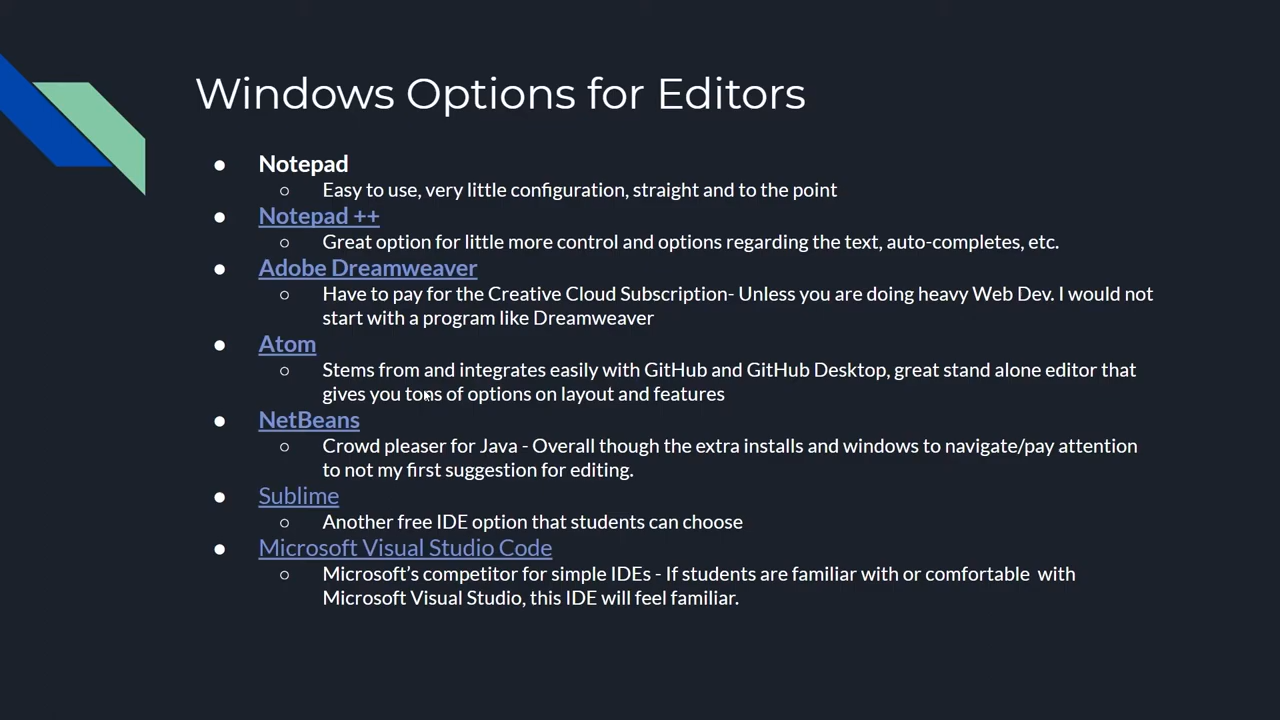 Windows Options for Editors
● Notepad
○ Easy to use, very little configuration, straight and to the point
● Notepad ++
○ Great option for little more control and options regarding the text, auto-completes, etc.
● Adobe Dreamweaver
○ Have to pay for the Creative Cloud Subscription- Unless you are doing heavy Web Dev. I would not
start with a program like Dreamweaver
● Atom
○ Stems from and integrates easily with GitHub and GitHub Desktop, great stand alone editor that
gives you tons of options on layout and features
● NetBeans
○ Crowd pleaser for Java - Overall though the extra installs and windows to navigate/pay attention
to not my first suggestion for editing.
● Sublime
○ Another free IDE option that students can choose
● Microsoft Visual Studio Code
○ Microsoft’s competitor for simple IDEs - If students are familiar with or comfortable  with
Microsoft Visual Studio, this IDE will feel familiar.